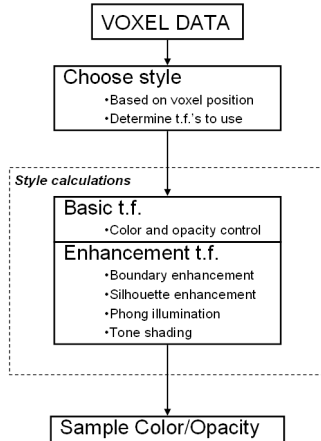 VOXEL DATA
Choose style
•Based on voxel position
•Determine t.f.'s to use
Style calculations
Basic t.f.
•Color and opacity control
Enhancement t.f.
•Boundary enhancement
•Silhouette enhancement
•Phong illumination
•Tone shading
Sample Color/Opacity